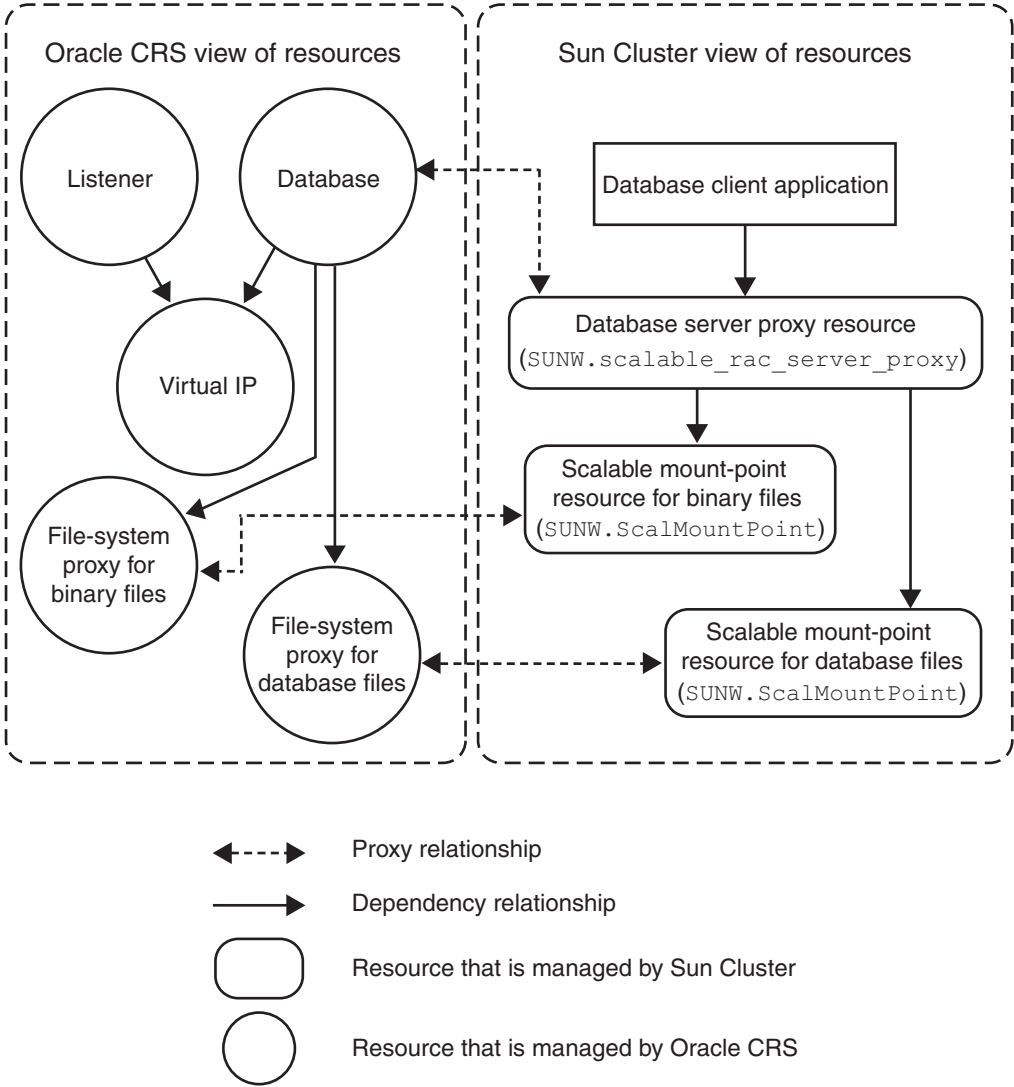 Oracle CRS view of resources
Sun Cluster view of resources
Listener
Database
Database client application
Virtual IP
Database server proxy resource
(SUNW.scalable_rac_server_proxy)
Scalable mount-point
resource for binary files
(SUNW.ScalMountPoint)
File-system
proxy for
binary files
File-system
proxy for
database files
Scalable mount-point
resource for database files
(SUNW.ScalMountPoint)
Proxy relationship
Dependency relationship
Resource that is managed by Sun Cluster
Resource that is managed by Oracle CRS